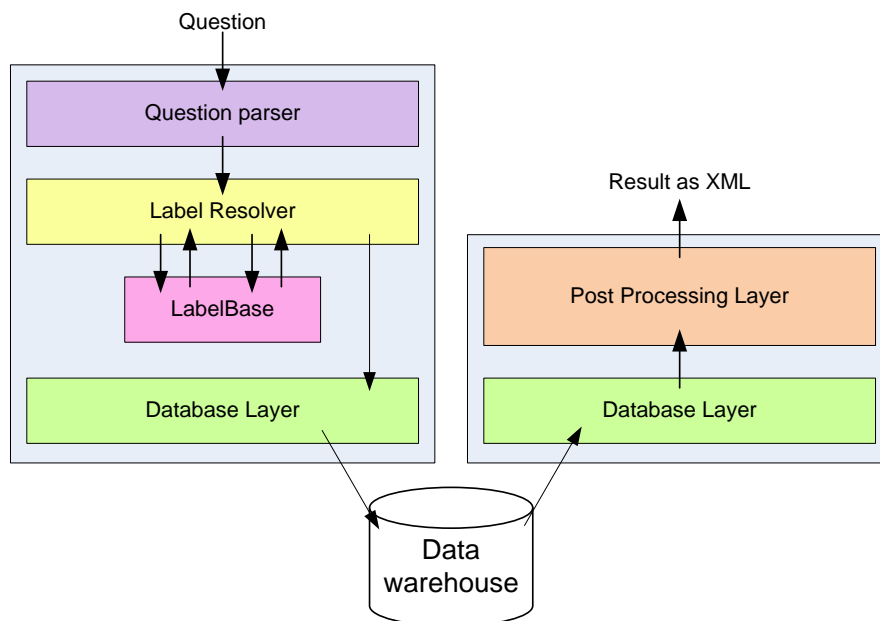 Question
Question parser
Label Resolver
LabelBase
Database Layer
Result as XML
Post Processing Layer
Database Layer
Data
warehouse